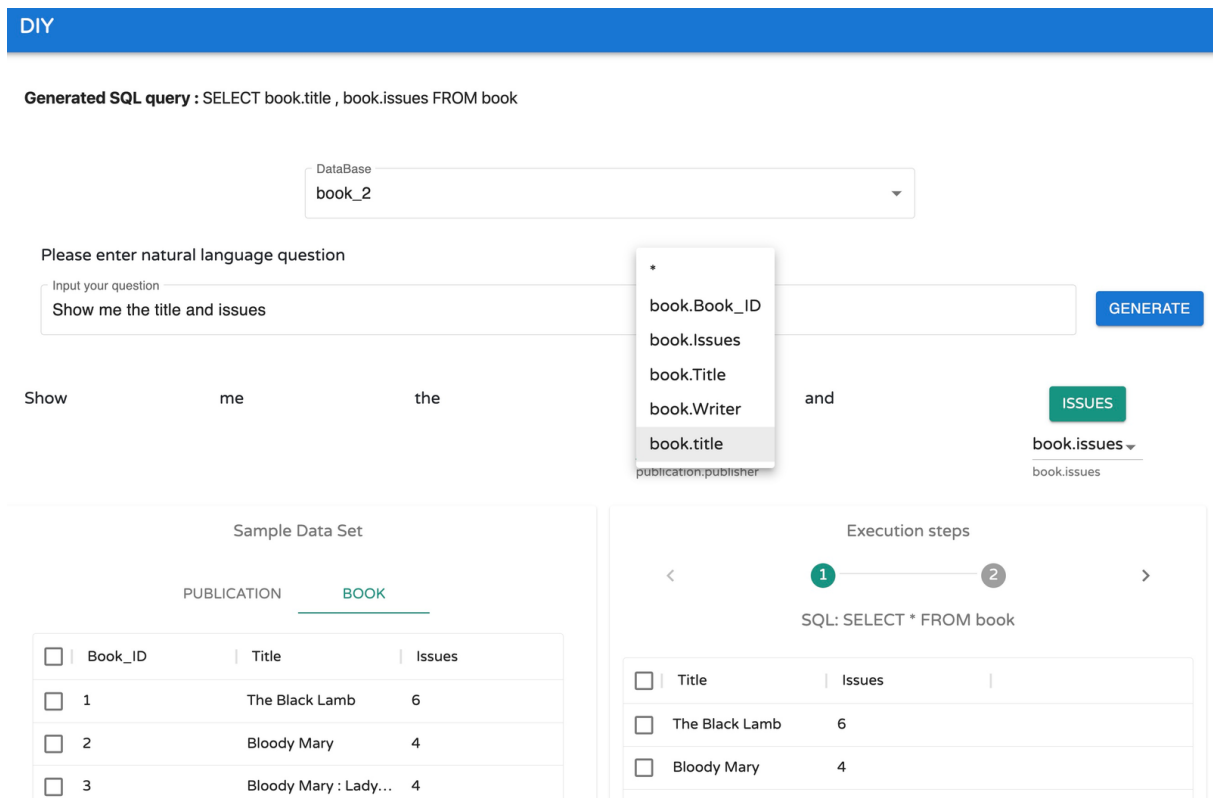 DIY
Generated SQL query : SELECT book.title , book.issues FROM book
DataBase
book_2
Please enter natural language question
Input your question
Show me the title and issues
GENERATE
*
book.Book_ID
book.Issues
book.Title
book.Writer
book.title
Show me the and ISSUES
book.issues
publication.publisher book.issues
Sample Data Set
PUBLICATION BOOK
Book_ID Title Issues
1 The Black Lamb 6
2 Bloody Mary 4
3 Bloody Mary : Lady... 4
Execution steps
1 2
SQL: SELECT * FROM book
Title Issues
The Black Lamb 6
Bloody Mary 4